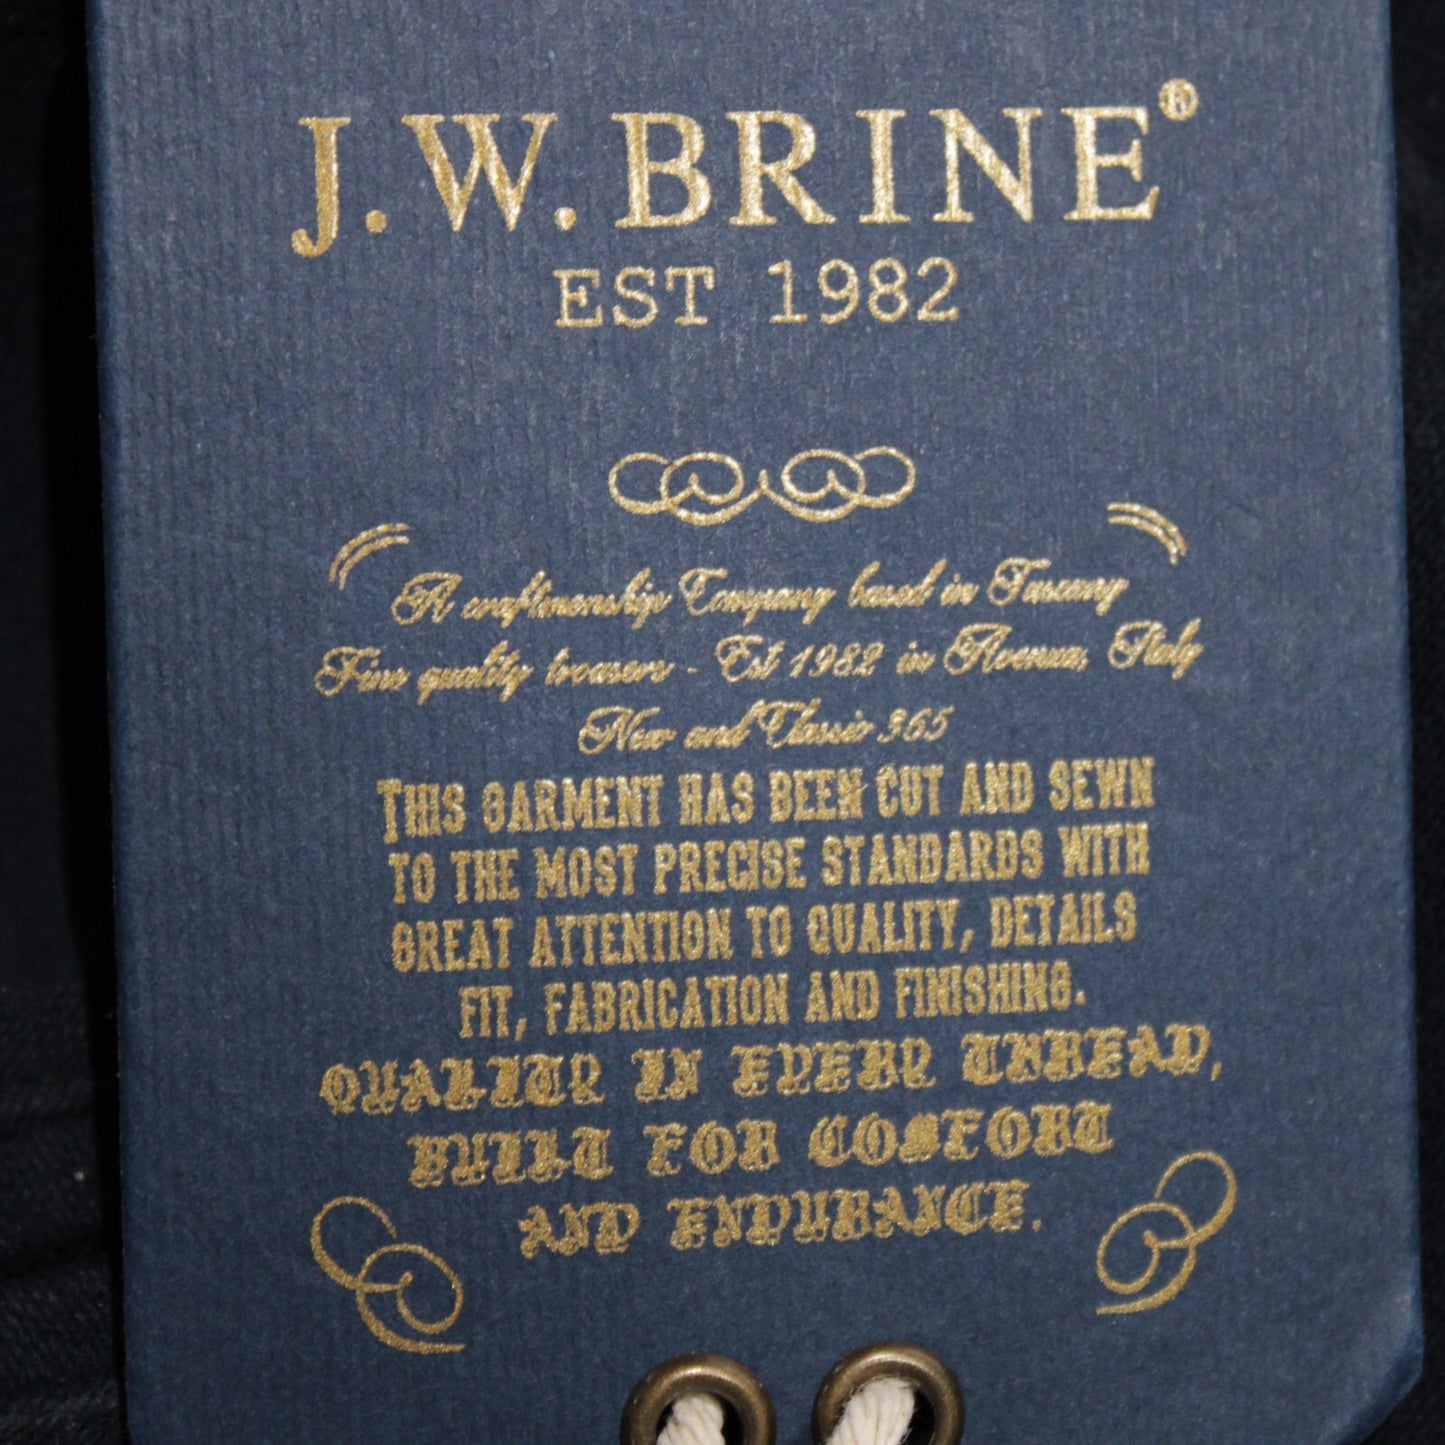 J.W. BRINE®
EST 1982
A craftmenship Company based in Tuscany
Fine quality trousers - Est 1982 in Avenua, Italy
New and Classic 365
THIS GARMENT HAS BEEN CUT AND SEWN
TO THE MOST PRECISE STANDARDS WITH
GREAT ATTENTION TO QUALITY, DETAILS
FIT, FABRICATION AND FINISHING.
QUALITY IN EVERY THREAD,
BUILT FOR COMFORT
AND ENDURANCE.